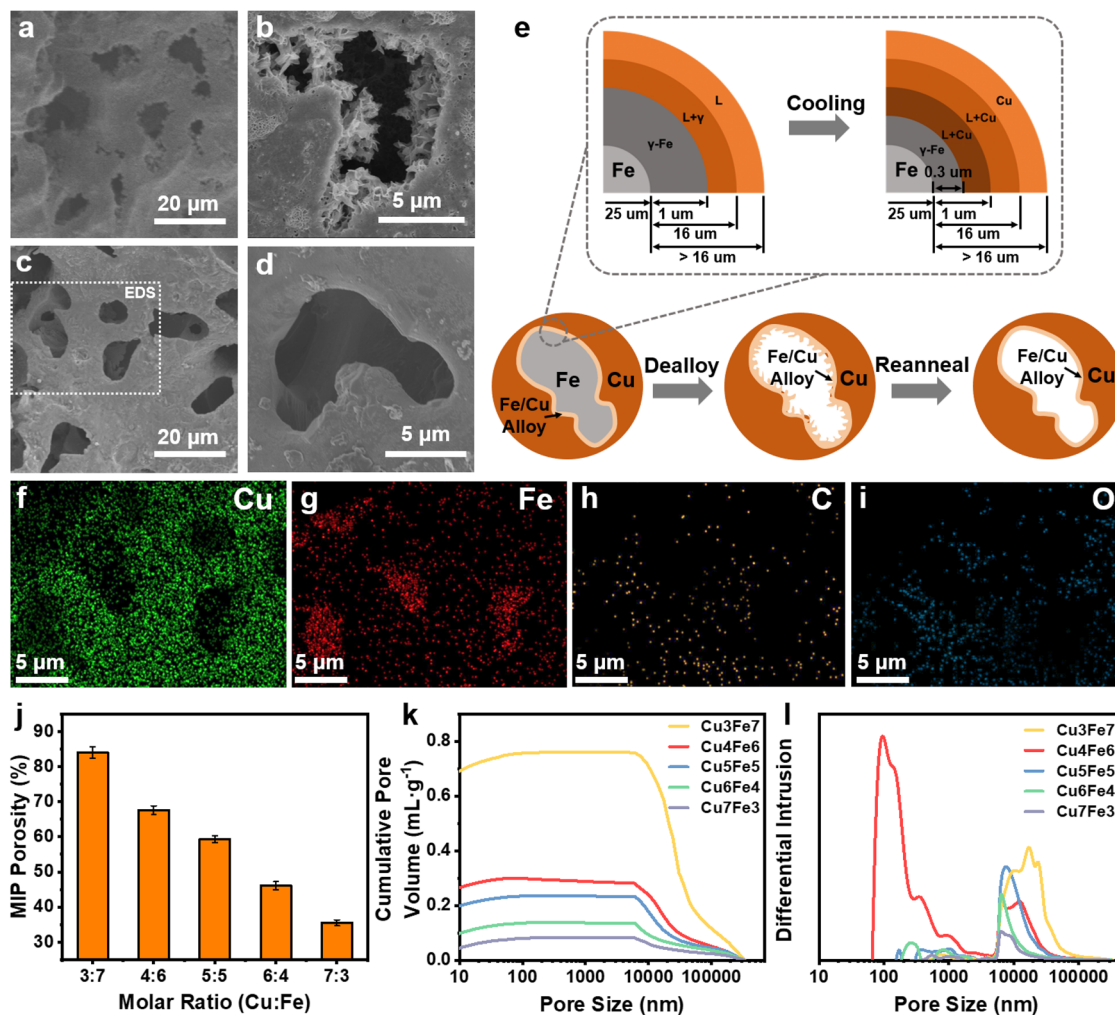 a
20 μm
b
5 μm
c
EDS
20 μm
d
5 μm
e
L
L+γ
γ-Fe
Fe
25 um
1 um
16 um
> 16 um
Cooling
Cu
L+Cu
L+Cu
γ-Fe
Fe
0.3 um
25 um
1 um
16 um
> 16 um
Fe
Cu
Fe/Cu
Alloy
Dealloy
Fe/Cu
Alloy
Cu
Reanneal
Fe/Cu
Alloy
Cu
f
Cu
5 μm
g
Fe
5 μm
h
C
5 μm
i
O
5 μm
j
MIP Porosity (%)
90
80
70
60
50
40
30
3:7
4:6
5:5
6:4
7:3
Molar Ratio (Cu:Fe)
k
Cumulative Pore
Volume (mL·g⁻¹)
0.8
0.6
0.4
0.2
0.0
Cu3Fe7
Cu4Fe6
Cu5Fe5
Cu6Fe4
Cu7Fe3
10
100
1000
10000
100000
Pore Size (nm)
l
Differential Intrusion
Cu3Fe7
Cu4Fe6
Cu5Fe5
Cu6Fe4
Cu7Fe3
10
100
1000
10000
100000
Pore Size (nm)